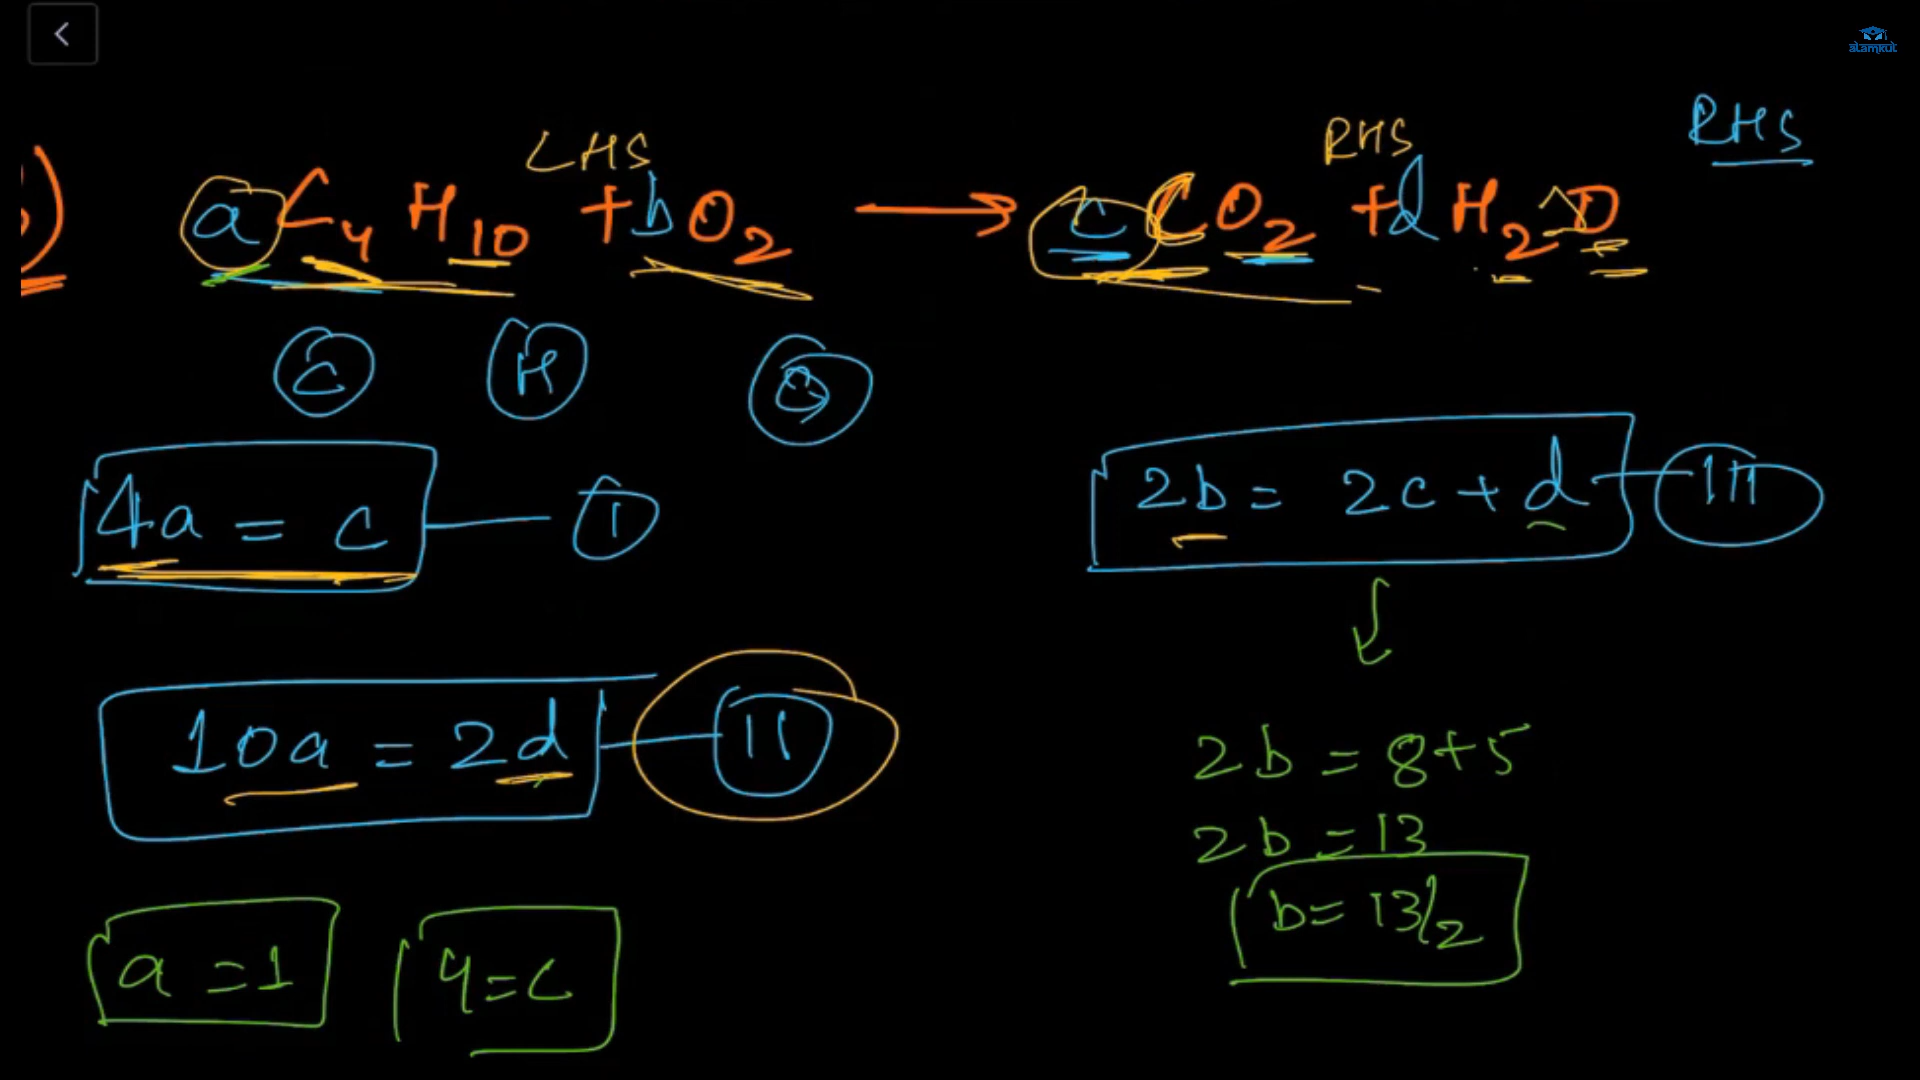 alamkut
LHS RHS RHS
a C4 H10 + b O2 → c CO2 + d H2O
C H O
4a = c — I
2b = 2c + d — III
10a = 2d — II
2b = 8+5
2b = 13
b = 13/2
a = 1 4 = c